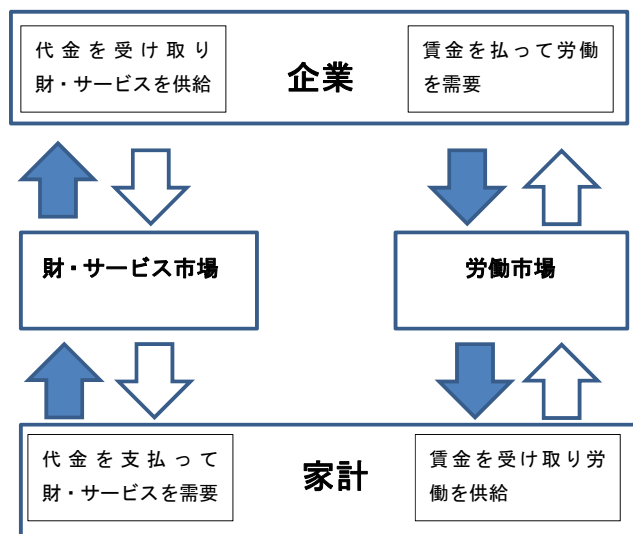 代金を受け取り
財・サービスを供給
企業
賃金を払って労働
を需要
財・サービス市場
労働市場
代金を支払って
財・サービスを需要
家計
賃金を受け取り労
働を供給